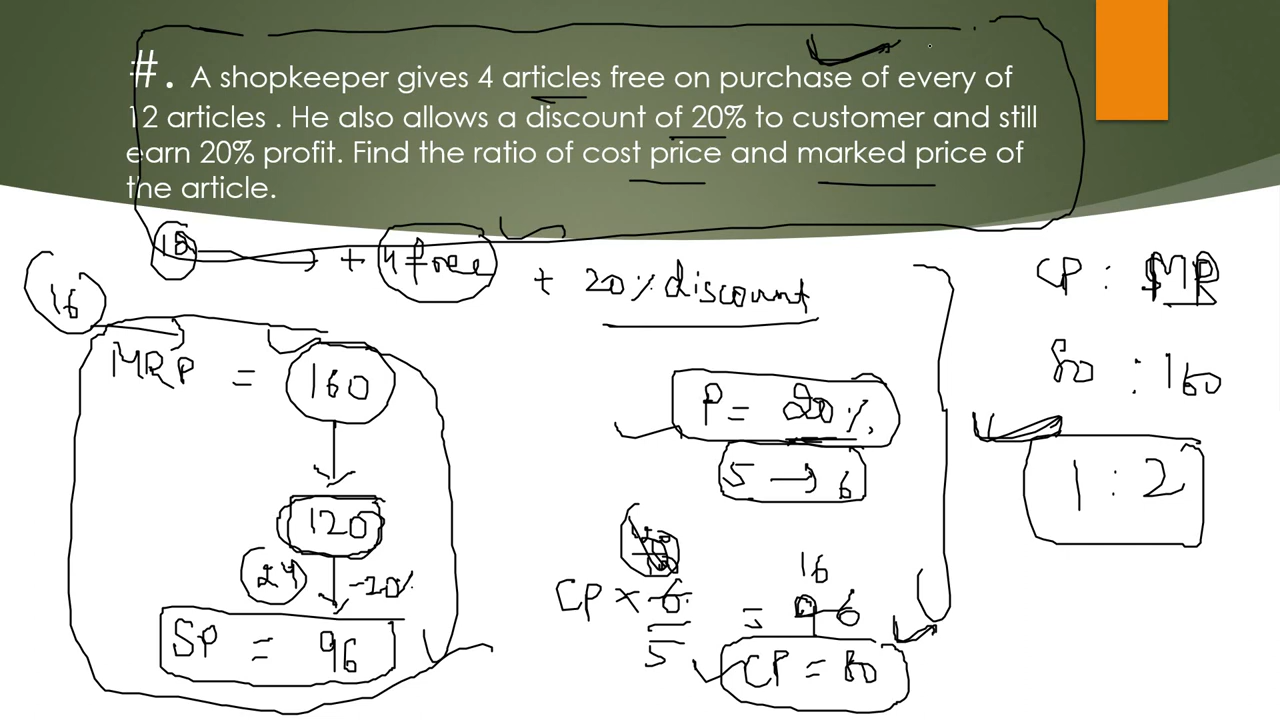 #. A shopkeeper gives 4 articles free on purchase of every of
12 articles . He also allows a discount of 20% to customer and still
earn 20% profit. Find the ratio of cost price and marked price of
the article.
+ 4 free + 20% discount
16
MRP = 160
120
24 -20%
SP = 96
P = 20%
5 → 6
CP × 6/5 = 96
16
CP = 80
CP : MP
80 : 160
1 : 2